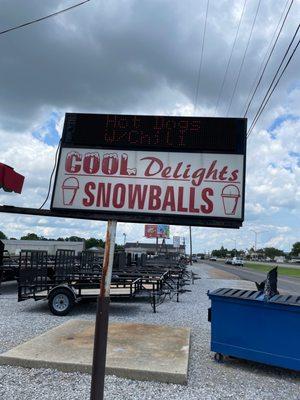 Hot Dogs
W/Chili
COOL Delights
SNOWBALLS